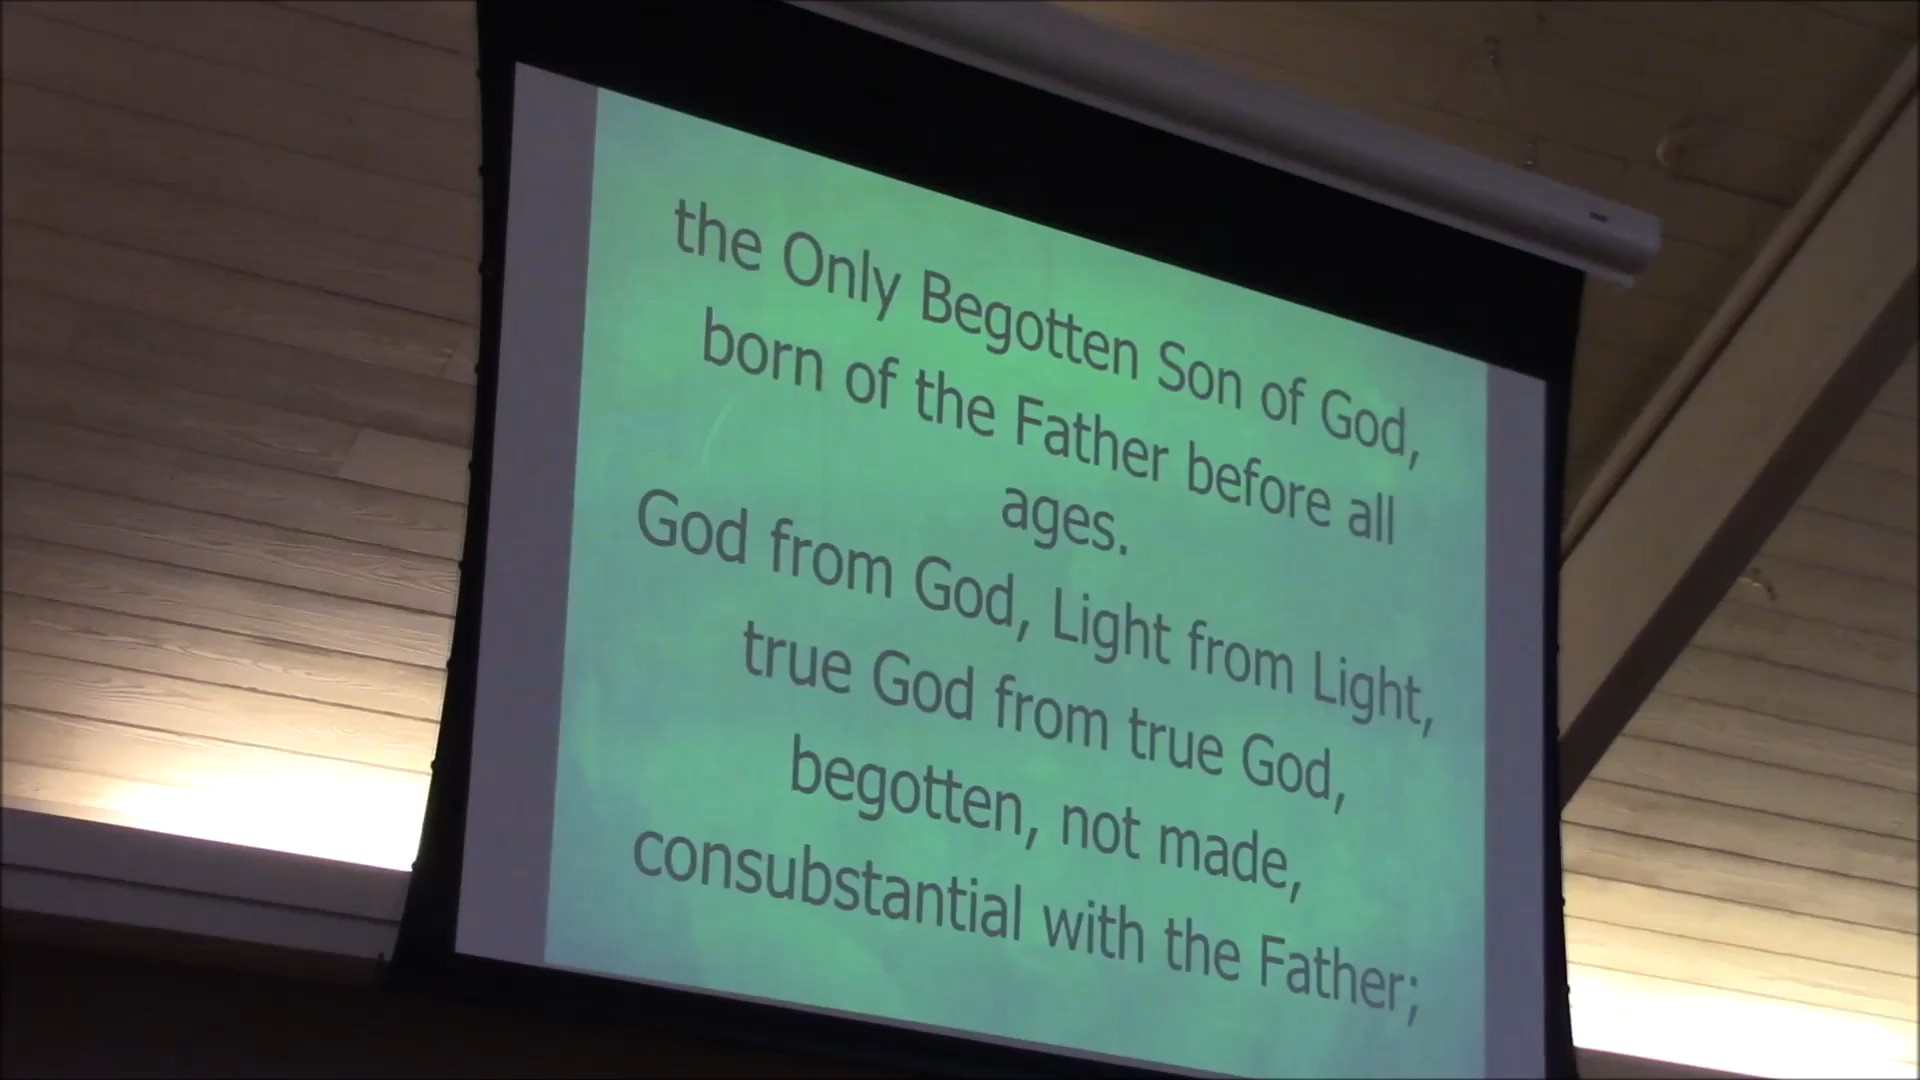 the Only Begotten Son of God,
born of the Father before all
ages.
God from God, Light from Light,
true God from true God,
begotten, not made,
consubstantial with the Father;